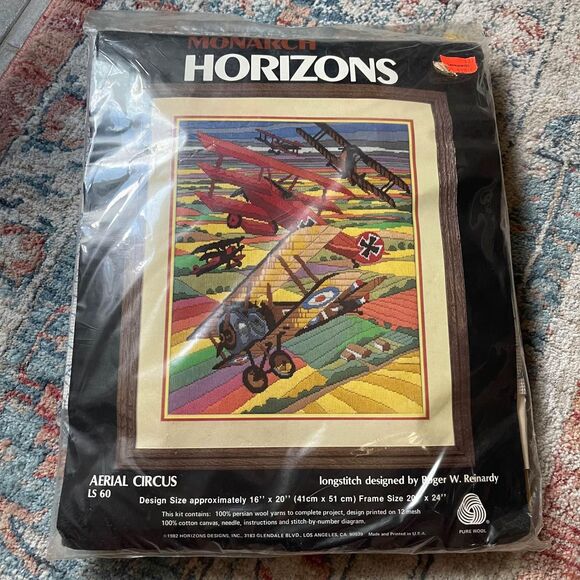 MONARCH
HORIZONS
AERIAL CIRCUS
LS 60
longstitch designed by Roger W. Reinardy
Design Size approximately 16" x 20" (41cm x 51 cm) Frame Size 20" x 24"
This kit contains: 100% persian wool yarns to complete project, design printed on 12 mesh
100% cotton canvas, needle, instructions and stitch-by-number diagram.
©1982 HORIZONS DESIGNS, INC., 3183 GLENDALE BLVD., LOS ANGELES, CA. 90039 Made and Printed in U.S.A.
PURE WOOL